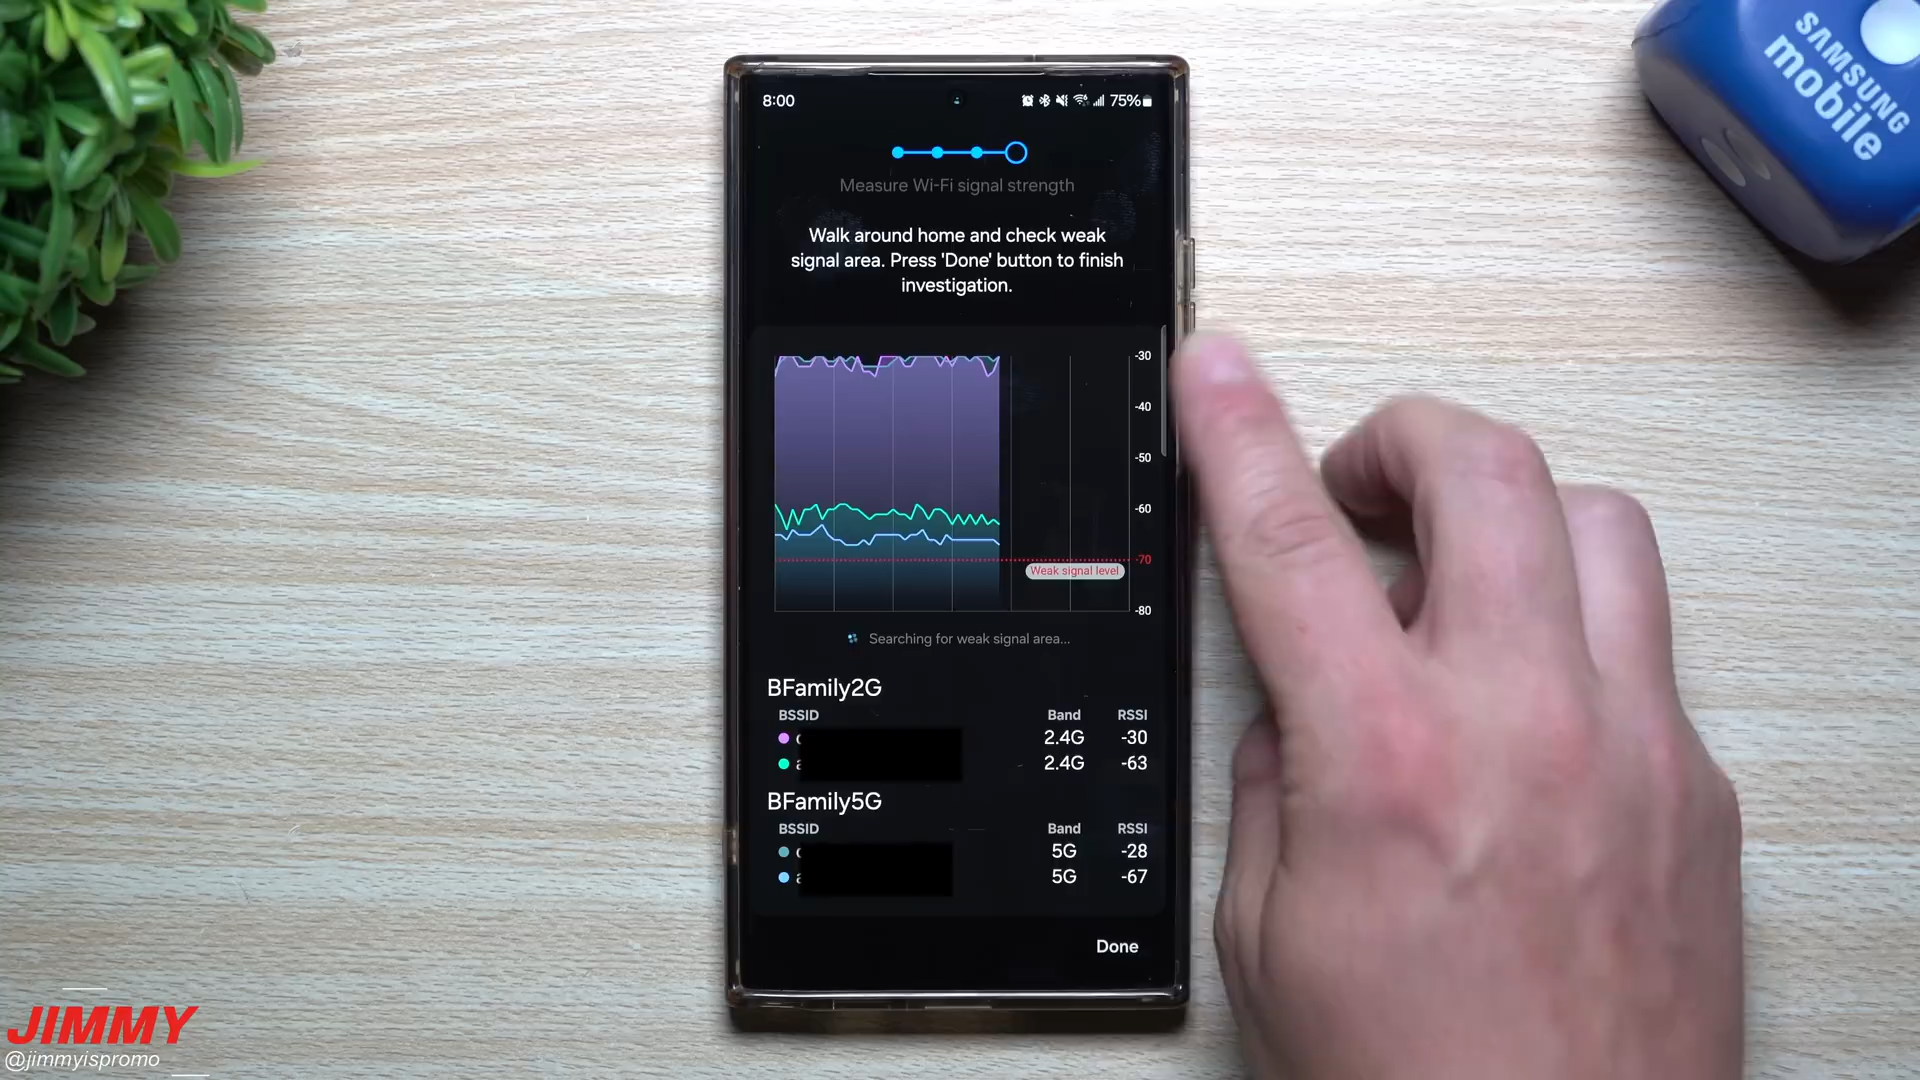 SAMSUNG
mobile
8:00
75%
Measure Wi-Fi signal strength
Walk around home and check weak
signal area. Press 'Done' button to finish
investigation.
-30
-40
-50
-60
-70
Weak signal level
-80
Searching for weak signal area...
BFamily2G
BSSID Band RSSI
2.4G -30
2.4G -63
BFamily5G
BSSID Band RSSI
5G -28
5G -67
Done
JIMMY
@jimmyispromo